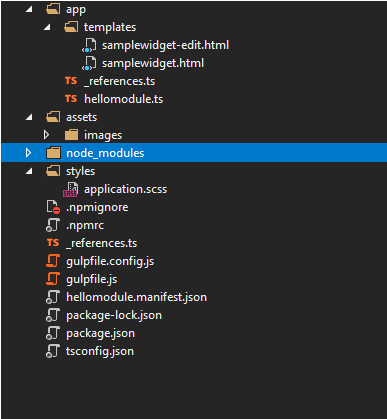 app
templates
samplewidget-edit.html
samplewidget.html
TS _references.ts
TS hellomodule.ts
assets
images
node_modules
styles
application.scss
.npmignore
.npmrc
TS _references.ts
gulpfile.config.js
gulpfile.js
hellomodule.manifest.json
package-lock.json
package.json
tsconfig.json